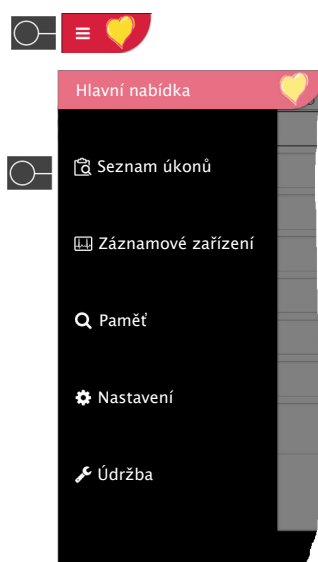 Hlavní nabídka
Seznam úkonů
Záznamové zařízení
Paměť
Nastavení
Údržba